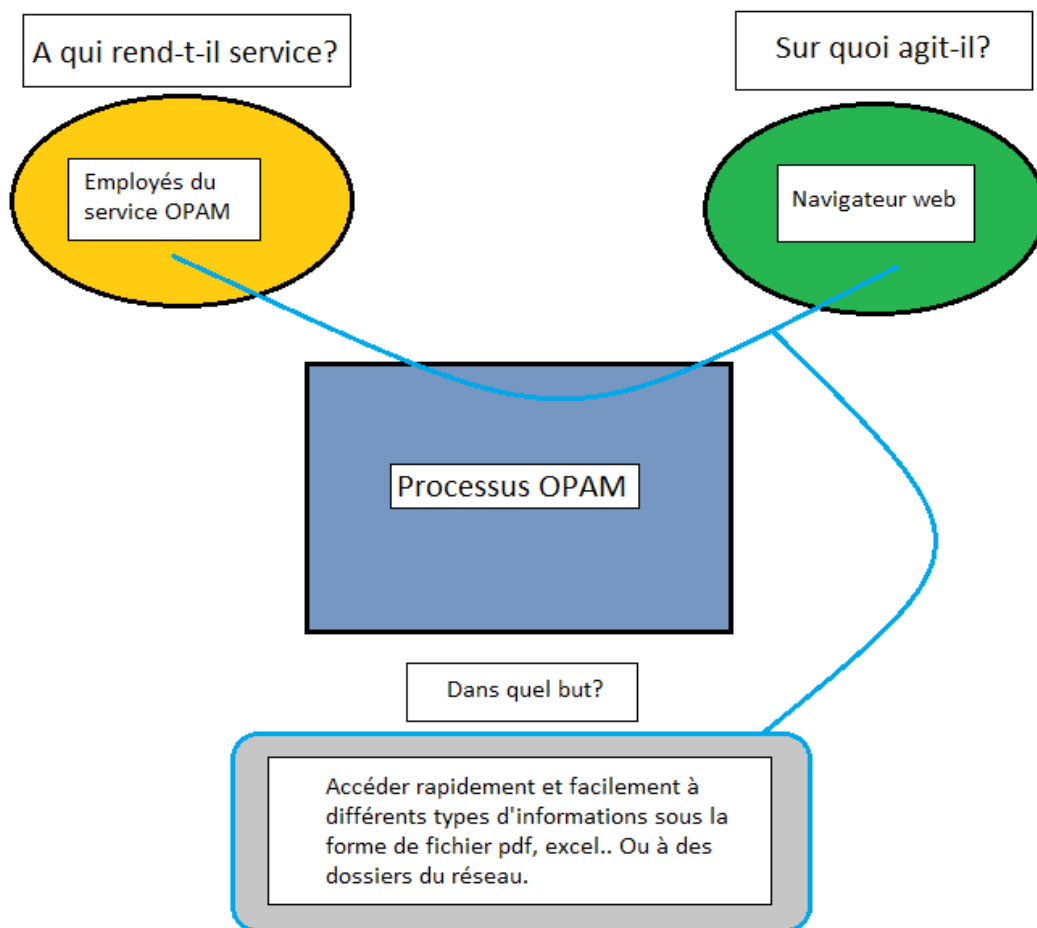 A qui rend-t-il service?
Sur quoi agit-il?
Employés du
service OPAM
Navigateur web
Processus OPAM
Dans quel but?
Accéder rapidement et facilement à
différents types d'informations sous la
forme de fichier pdf, excel.. Ou à des
dossiers du réseau.